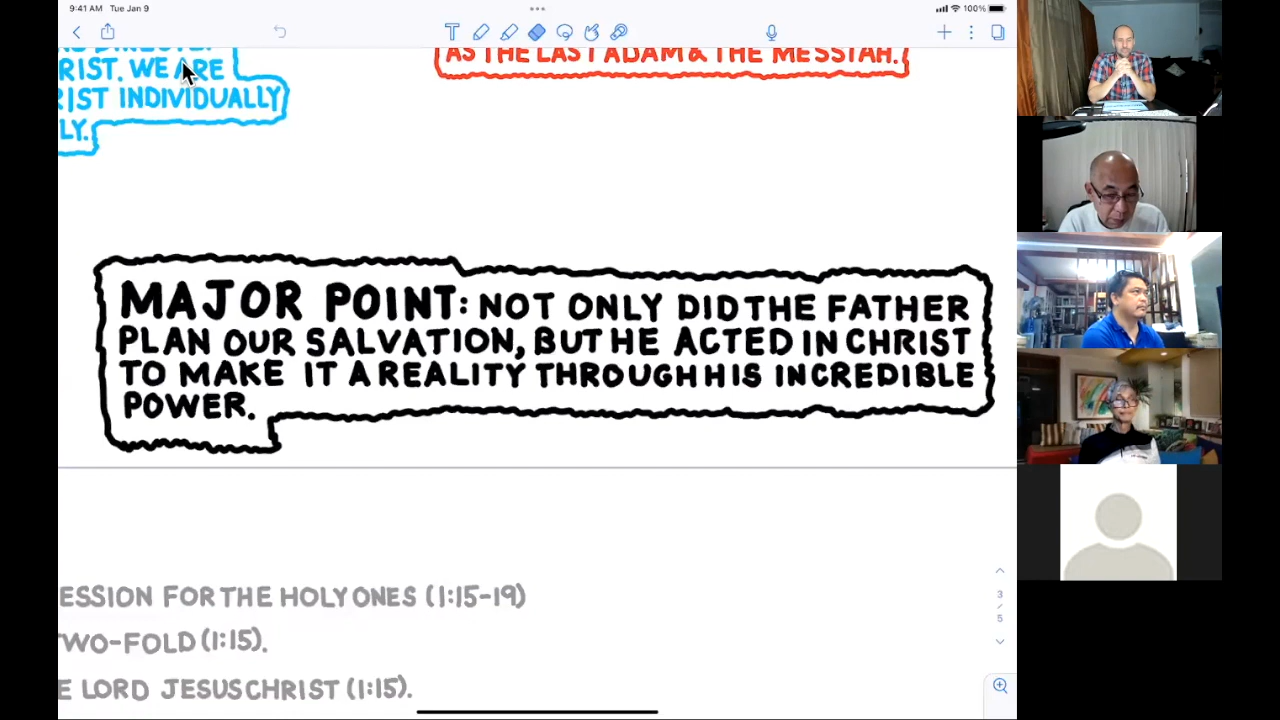 9:41 AM Tue Jan 9
100%
RIST. WE ARE
AS THE LAST ADAM & THE MESSIAH.
RIST INDIVIDUALLY
LY.
MAJOR POINT: NOT ONLY DID THE FATHER
PLAN OUR SALVATION, BUT HE ACTED IN CHRIST
TO MAKE IT A REALITY THROUGH HIS INCREDIBLE
POWER.
3
/
5
ESSION FOR THE HOLY ONES (1:15-19)
TWO-FOLD (1:15).
E LORD JESUS CHRIST (1:15).